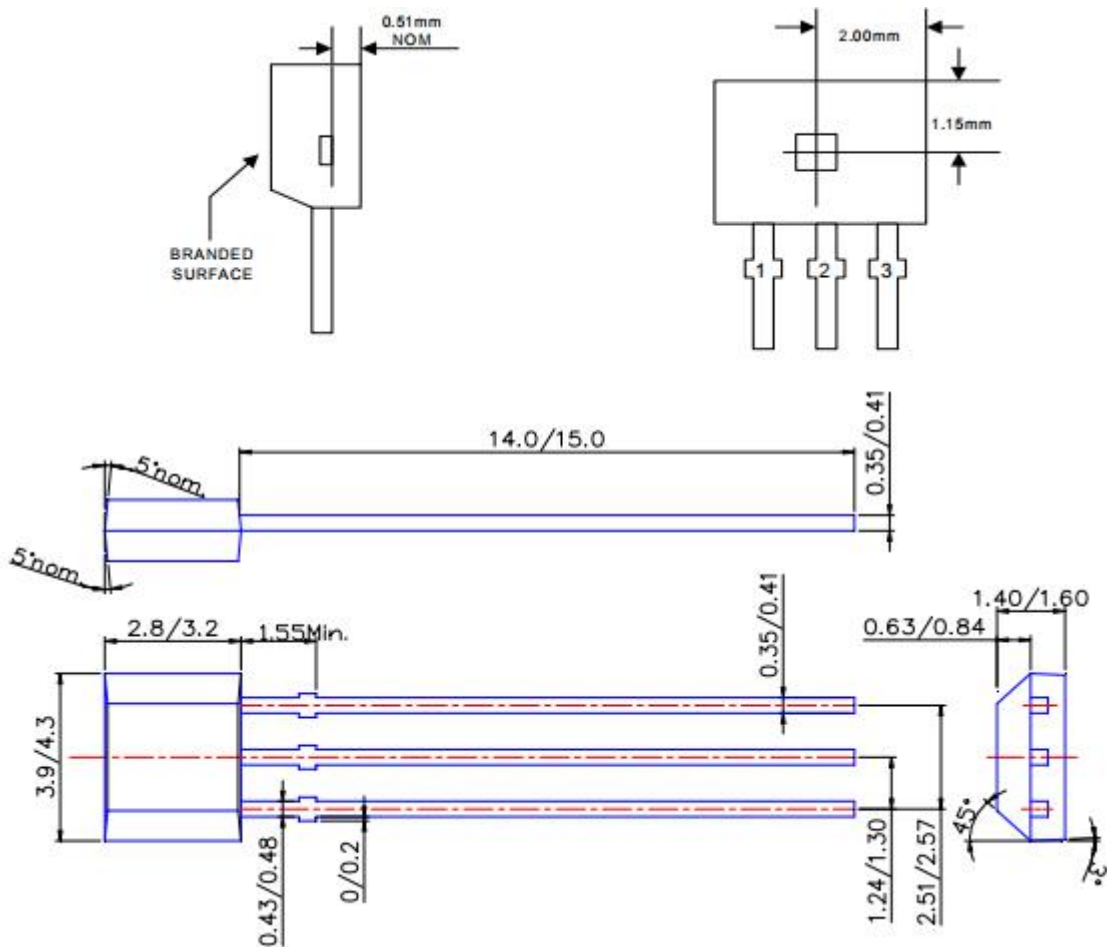 0.51mm
NOM
2.00mm
1.15mm
BRANDED
SURFACE
1
2
3
14.0/15.0
0.35/0.41
5°nom.
5°nom.
2.8/3.2
1.55Min.
0.35/0.41
1.40/1.60
0.63/0.84
3.9/4.3
0.43/0.48
0/0.2
1.24/1.30
2.51/2.57
45°
3°